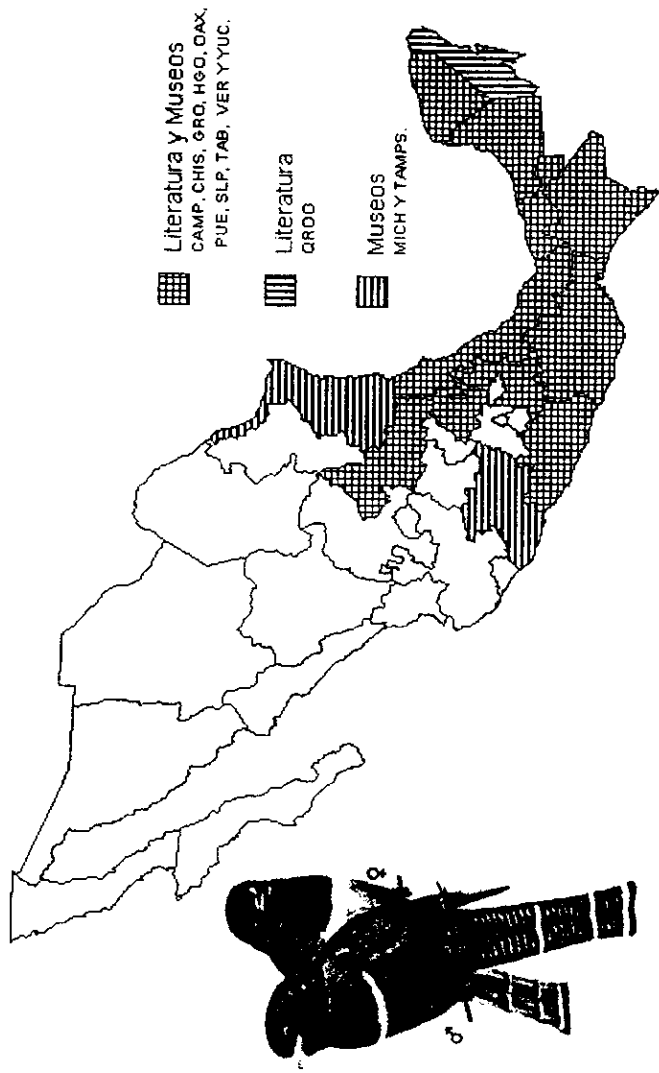 Literatura y Museos
CAMP, CHIS, GRO, HGO, OAX,
PUE, SLP, TAB, VER Y YUC.
Literatura
QROO
Museos
MICH Y TAMPS.
♀
♂